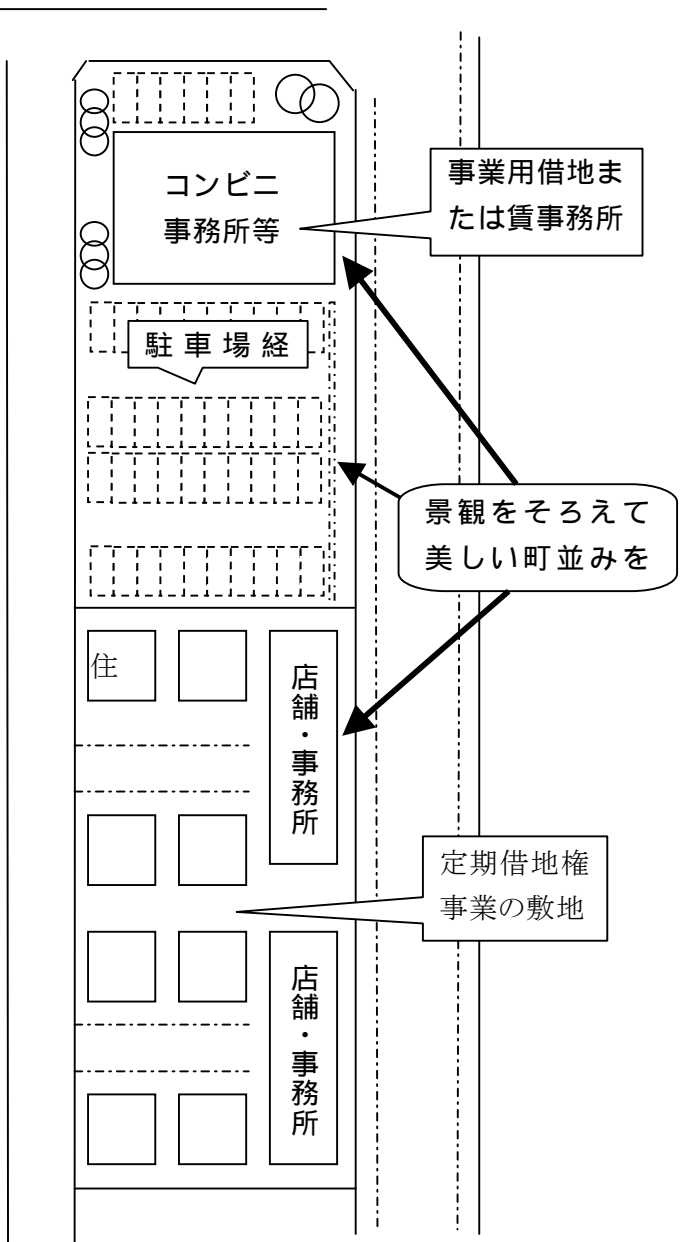 コンビニ
事務所等
事業用借地ま
たは賃事務所
駐車場経
景観をそろえて
美しい町並みを
住
店舗・事務所
定期借地権
事業の敷地
店舗・事務所